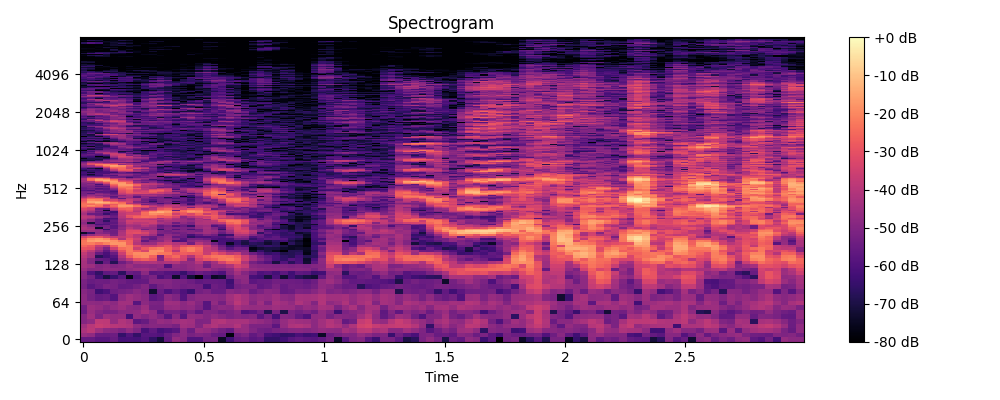 Spectrogram
Hz
4096
2048
1024
512
256
128
64
0
0
0.5
1
1.5
2
2.5
Time
+0 dB
-10 dB
-20 dB
-30 dB
-40 dB
-50 dB
-60 dB
-70 dB
-80 dB